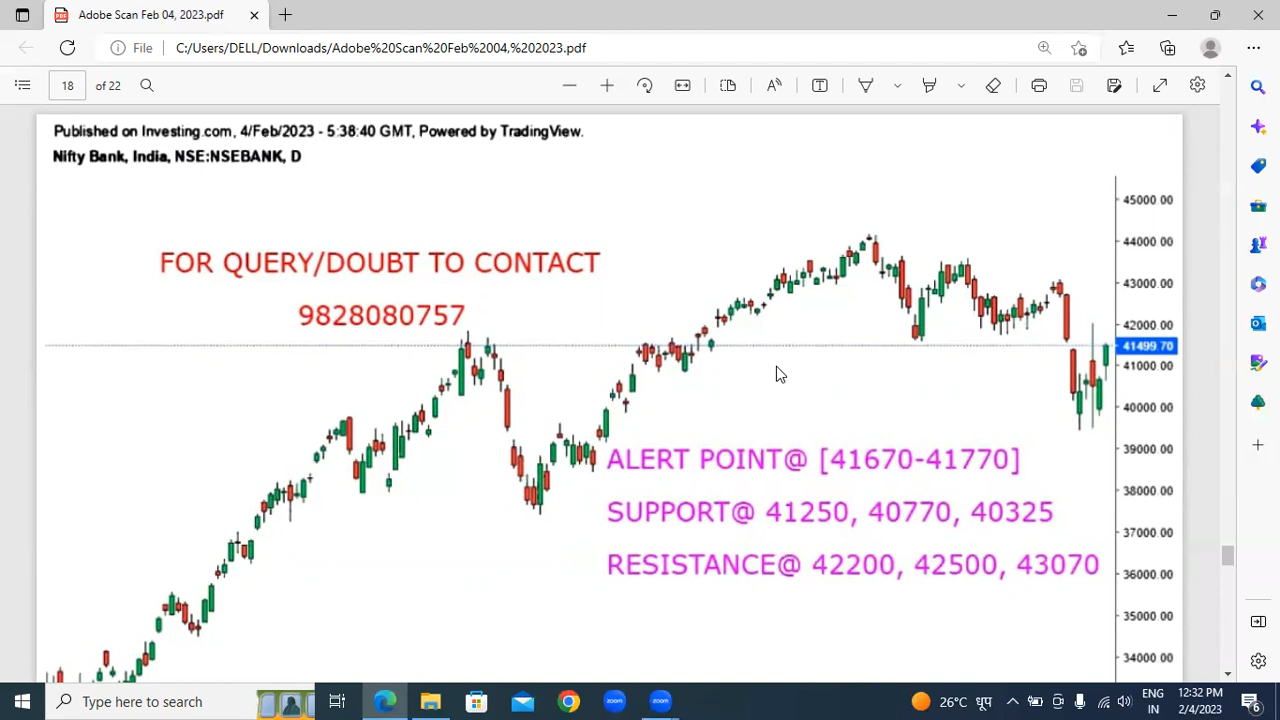 Adobe Scan Feb 04, 2023.pdf
File
C:/Users/DELL/Downloads/Adobe%20Scan%20Feb%2004,%202023.pdf
18 of 22
Published on Investing.com, 4/Feb/2023 - 5:38:40 GMT, Powered by TradingView.
Nifty Bank, India, NSE:NSEBANK, D
45000.00
44000.00
FOR QUERY/DOUBT TO CONTACT
43000.00
9828080757
42000.00
41499.70
41000.00
40000.00
39000.00
ALERT POINT@ [41670-41770]
38000.00
SUPPORT@ 41250, 40770, 40325
37000.00
RESISTANCE@ 42200, 42500, 43070
36000.00
35000.00
34000.00
Type here to search
zoom
zoom
26°C धूप
ENG
IN
12:32 PM
2/4/2023
6